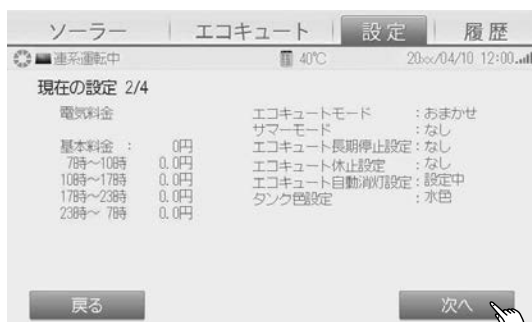 ソーラー エコキュート 設定 履歴
連系運転中 40℃ 20××/04/10 12:00
現在の設定 2/4
電気料金
基本料金 : 0円
7時～10時 0.0円
10時～17時 0.0円
17時～23時 0.0円
23時～ 7時 0.0円
エコキュートモード :おまかせ
サマーモード :なし
エコキュート長期停止設定:なし
エコキュート休止設定 :なし
エコキュート自動消灯設定:設定中
タンク色設定 :水色
戻る 次へ